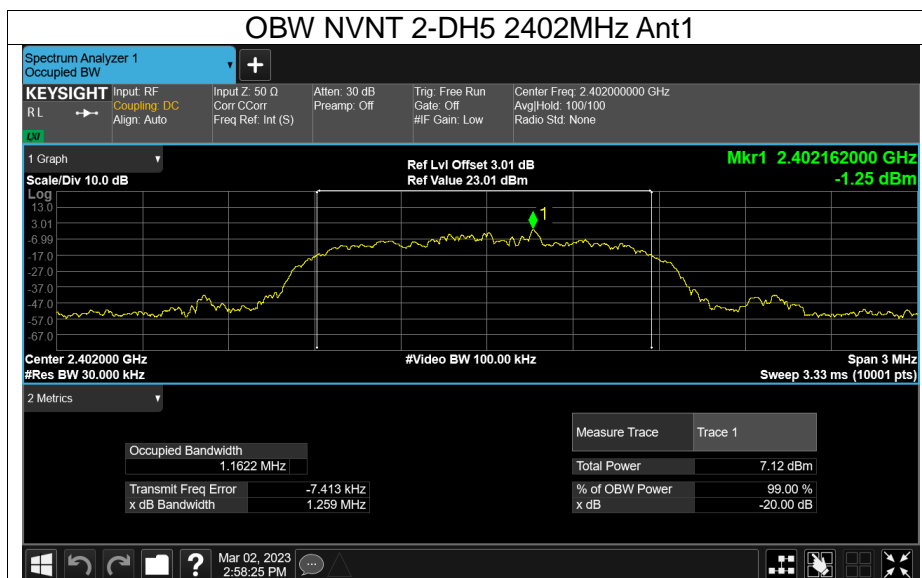 OBW NVNT 2-DH5 2402MHz Ant1
Spectrum Analyzer 1
Occupied BW
+
KEYSIGHT
R L
LXI
Input: RF
Coupling: DC
Align: Auto
Input Z: 50 Ω
Corr CCorr
Freq Ref: Int (S)
Atten: 30 dB
Preamp: Off
Trig: Free Run
Gate: Off
#IF Gain: Low
Center Freq: 2.402000000 GHz
Avg|Hold: 100/100
Radio Std: None
1 Graph
Scale/Div 10.0 dB
Ref Lvl Offset 3.01 dB
Ref Value 23.01 dBm
Mkr1 2.402162000 GHz
-1.25 dBm
Log
13.0
3.01
-6.99
-17.0
-27.0
-37.0
-47.0
-57.0
-67.0
1
Center 2.402000 GHz
#Video BW 100.00 kHz
Span 3 MHz
#Res BW 30.000 kHz
Sweep 3.33 ms (10001 pts)
2 Metrics
Measure Trace Trace 1
Occupied Bandwidth
1.1622 MHz
Total Power 7.12 dBm
Transmit Freq Error -7.413 kHz
% of OBW Power 99.00 %
x dB Bandwidth 1.259 MHz
x dB -20.00 dB
?
Mar 02, 2023
2:58:25 PM